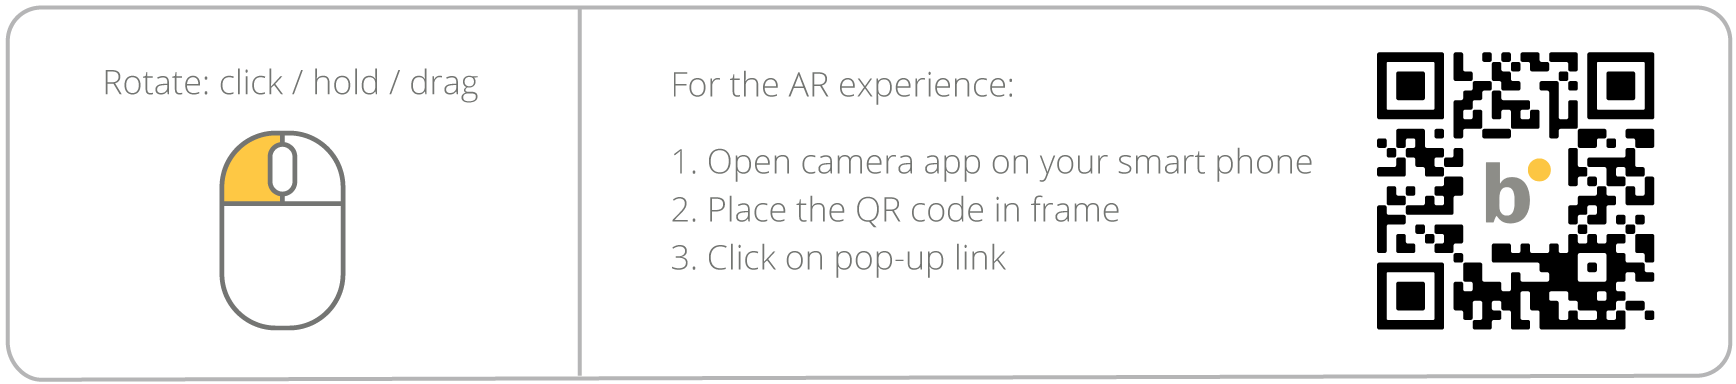 Rotate: click / hold / drag
For the AR experience:
1. Open camera app on your smart phone
2. Place the QR code in frame
3. Click on pop-up link
b